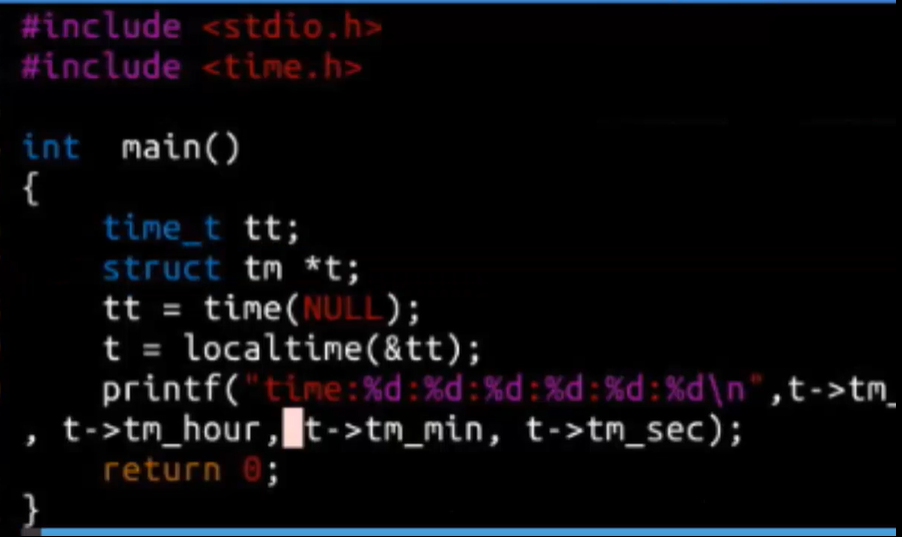 #include <stdio.h>
#include <time.h>
int  main()
{
    time_t tt;
    struct tm *t;
    tt = time(NULL);
    t = localtime(&tt);
    printf("time:%d:%d:%d:%d:%d:%d\n",t->tm_
, t->tm_hour, t->tm_min, t->tm_sec);
    return 0;
}